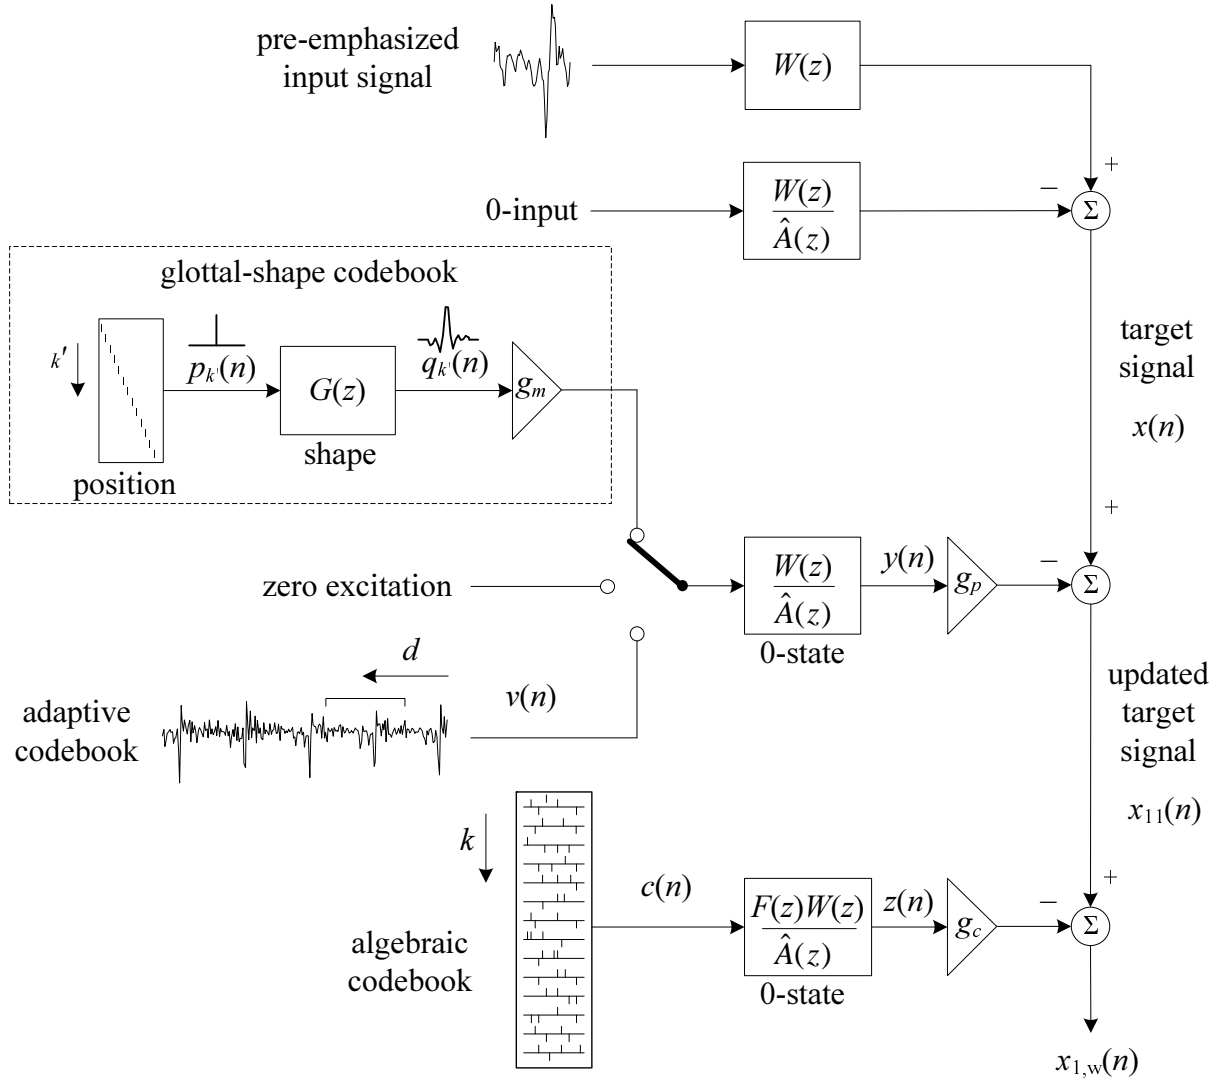 pre-emphasized
input signal
W(z)
+
0-input
W(z)
Â(z)
−
Σ
glottal-shape codebook
k′
p_k'(n)
q_k'(n)
G(z)
g_m
shape
position
target
signal
x(n)
+
zero excitation
W(z)
Â(z)
0-state
y(n)
g_p
−
Σ
d
v(n)
adaptive
codebook
updated
target
signal
x_11(n)
k
c(n)
F(z)W(z)
Â(z)
0-state
z(n)
g_c
−
+
Σ
algebraic
codebook
x_1,w(n)